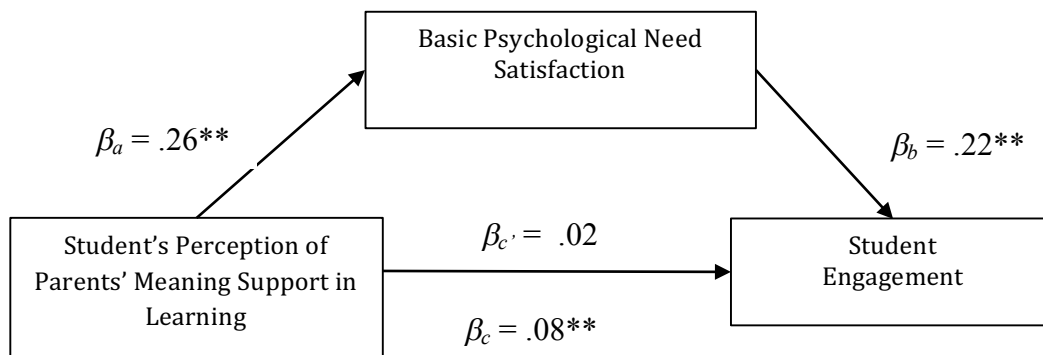 Basic Psychological Need
Satisfaction
βa = .26**
βb = .22**
Student’s Perception of
Parents’ Meaning Support in
Learning
βc’ = .02
βc = .08**
Student
Engagement